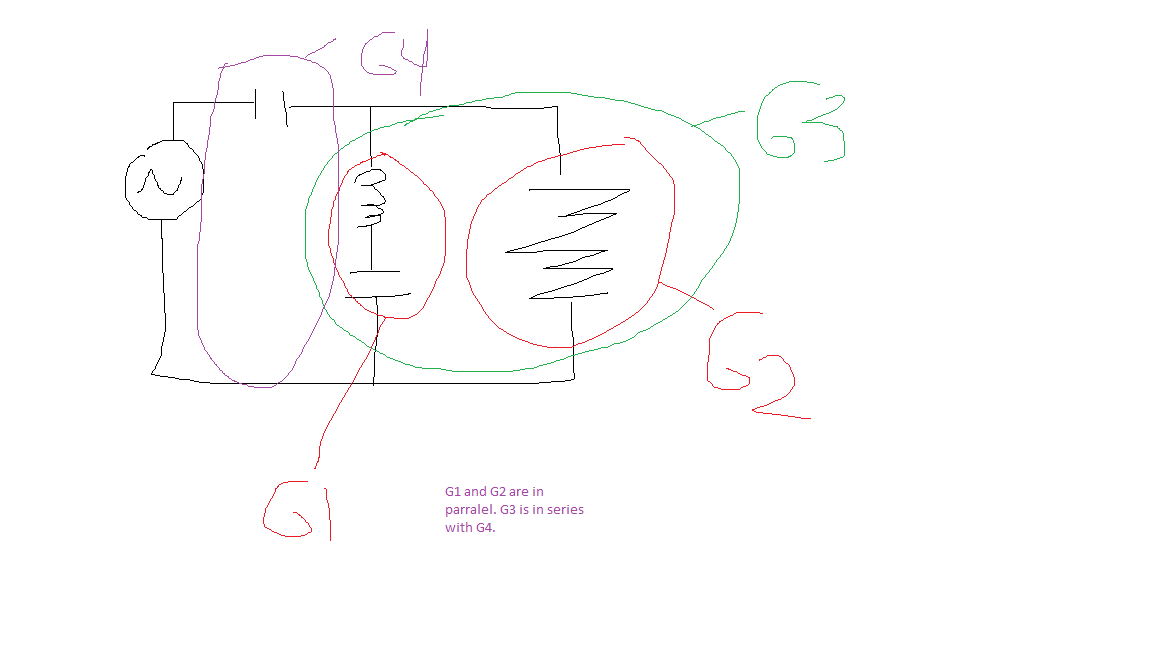 G4
G3
G2
G1
G1 and G2 are in
parralel. G3 is in series
with G4.